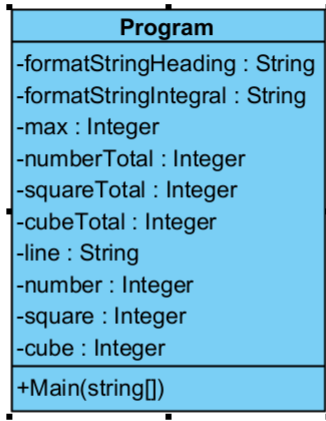 Program
-formatStringHeading : String
-formatStringIntegral : String
-max : Integer
-numberTotal : Integer
-squareTotal : Integer
-cubeTotal : Integer
-line : String
-number : Integer
-square : Integer
-cube : Integer
+Main(string[])